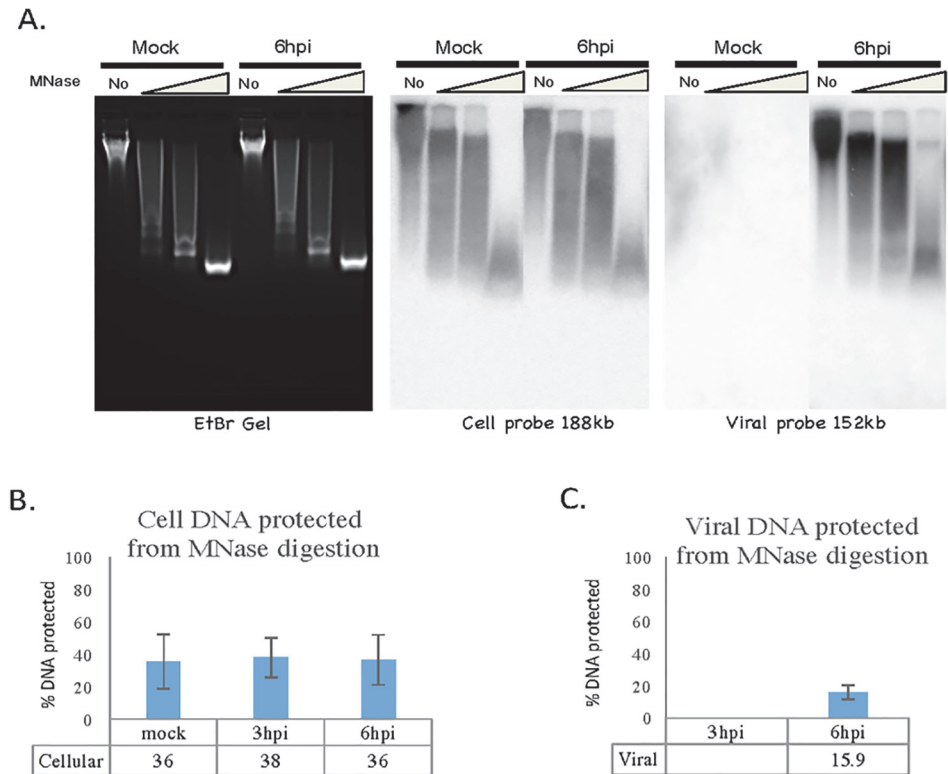 A.
Mock 6hpi Mock 6hpi Mock 6hpi
MNase No No No No No No
EtBr Gel Cell probe 188kb Viral probe 152kb
B.
Cell DNA protected
from MNase digestion
% DNA protected
100
80
60
40
20
0
mock 3hpi 6hpi
Cellular 36 38 36
C.
Viral DNA protected
from MNase digestion
% DNA protected
100
80
60
40
20
0
3hpi 6hpi
Viral 15.9